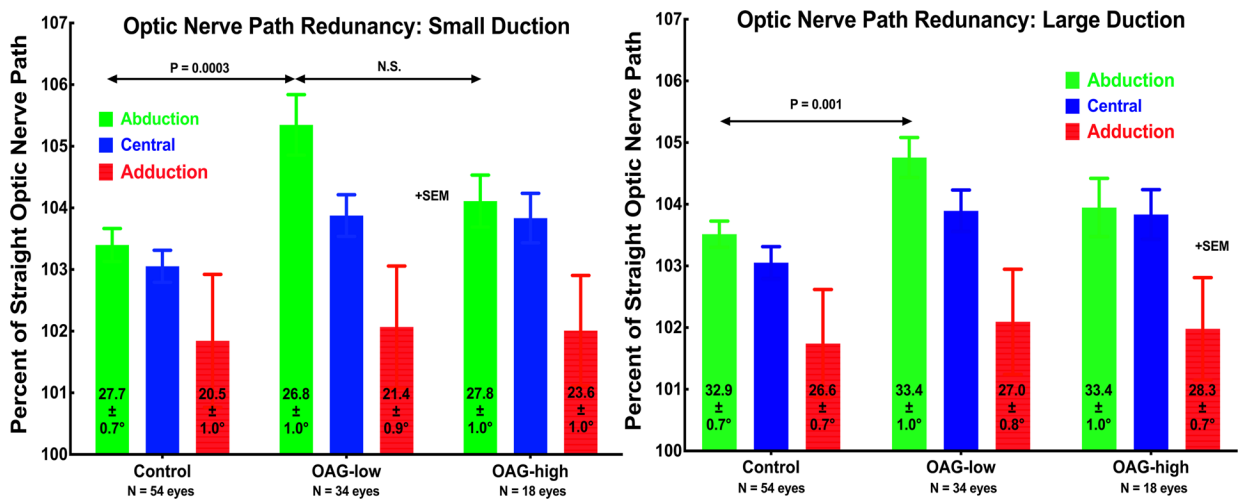 Optic Nerve Path Redunancy: Small Duction
Percent of Straight Optic Nerve Path
107
106
105
104
103
102
101
100
P = 0.0003
N.S.
Abduction
Central
Adduction
+SEM
27.7
±
0.7°
20.5
±
1.0°
26.8
±
1.0°
21.4
±
0.9°
27.8
±
1.0°
23.6
±
1.0°
Control
N = 54 eyes
OAG-low
N = 34 eyes
OAG-high
N = 18 eyes
Optic Nerve Path Redunancy: Large Duction
Percent of Straight Optic Nerve Path
107
106
105
104
103
102
101
100
P = 0.001
Abduction
Central
Adduction
+SEM
32.9
±
0.7°
26.6
±
0.7°
33.4
±
1.0°
27.0
±
0.8°
33.4
±
1.0°
28.3
±
0.7°
Control
N = 54 eyes
OAG-low
N = 34 eyes
OAG-high
N = 18 eyes